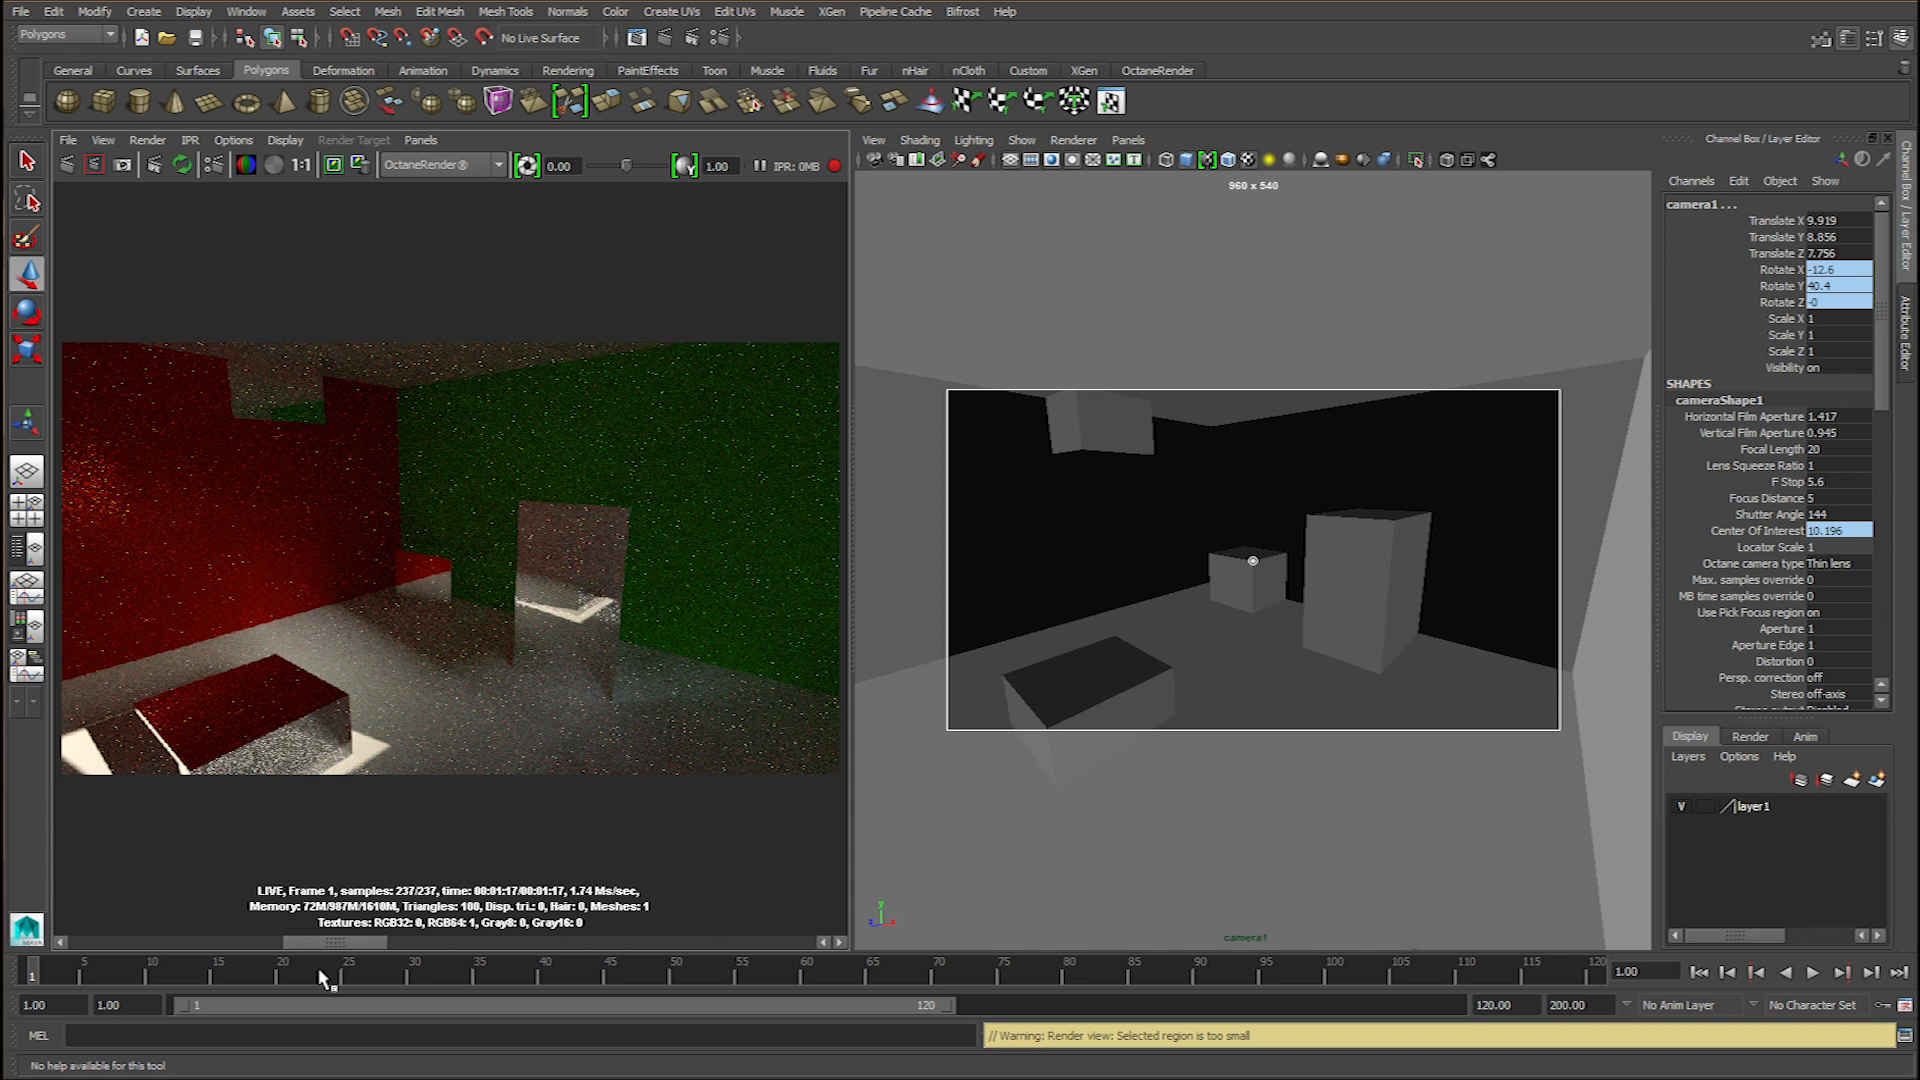 File Edit Modify Create Display Window Assets Select Mesh Edit Mesh Mesh Tools Normals Color Create UVs Edit UVs Muscle XGen Pipeline Cache Bifrost Help
Polygons
No Live Surface
General Curves Surfaces Polygons Deformation Animation Dynamics Rendering PaintEffects Toon Muscle Fluids Fur nHair nCloth Custom XGen OctaneRender
File View Render IPR Options Display Render Target Panels
1:1 OctaneRender® 0.00 1.00 IPR: 0MB
LIVE, Frame 1, samples: 237/237, time: 00:01:17/00:01:17, 1.74 Ms/sec,
Memory: 72M/987M/1610M, Triangles: 100, Disp. tri.: 0, Hair: 0, Meshes: 1
Textures: RGB32: 0, RGB64: 1, Gray8: 0, Gray16: 0
View Shading Lighting Show Renderer Panels
960 x 540
y
z x
camera1
Channel Box / Layer Editor
Channels Edit Object Show
camera1 . . .
Translate X 9.919
Translate Y 8.856
Translate Z 7.756
Rotate X -12.6
Rotate Y 40.4
Rotate Z -0
Scale X 1
Scale Y 1
Scale Z 1
Visibility on
SHAPES
cameraShape1
Horizontal Film Aperture 1.417
Vertical Film Aperture 0.945
Focal Length 20
Lens Squeeze Ratio 1
F Stop 5.6
Focus Distance 5
Shutter Angle 144
Center Of Interest 10.196
Locator Scale 1
Octane camera type Thin lens
Max. samples override 0
MB time samples override 0
Use Pick Focus region on
Aperture 1
Aperture Edge 1
Distortion 0
Persp. correction off
Stereo off-axis
Display Render Anim
Layers Options Help
V layer1
Channel Box / Layer Editor
Attribute Editor
MAYA
1 5 10 15 20 25 30 35 40 45 50 55 60 65 70 75 80 85 90 95 100 105 110 115 120 1.00
1.00 1.00 1 120 120.00 200.00 No Anim Layer No Character Set
MEL // Warning: Render view: Selected region is too small
No help available for this tool